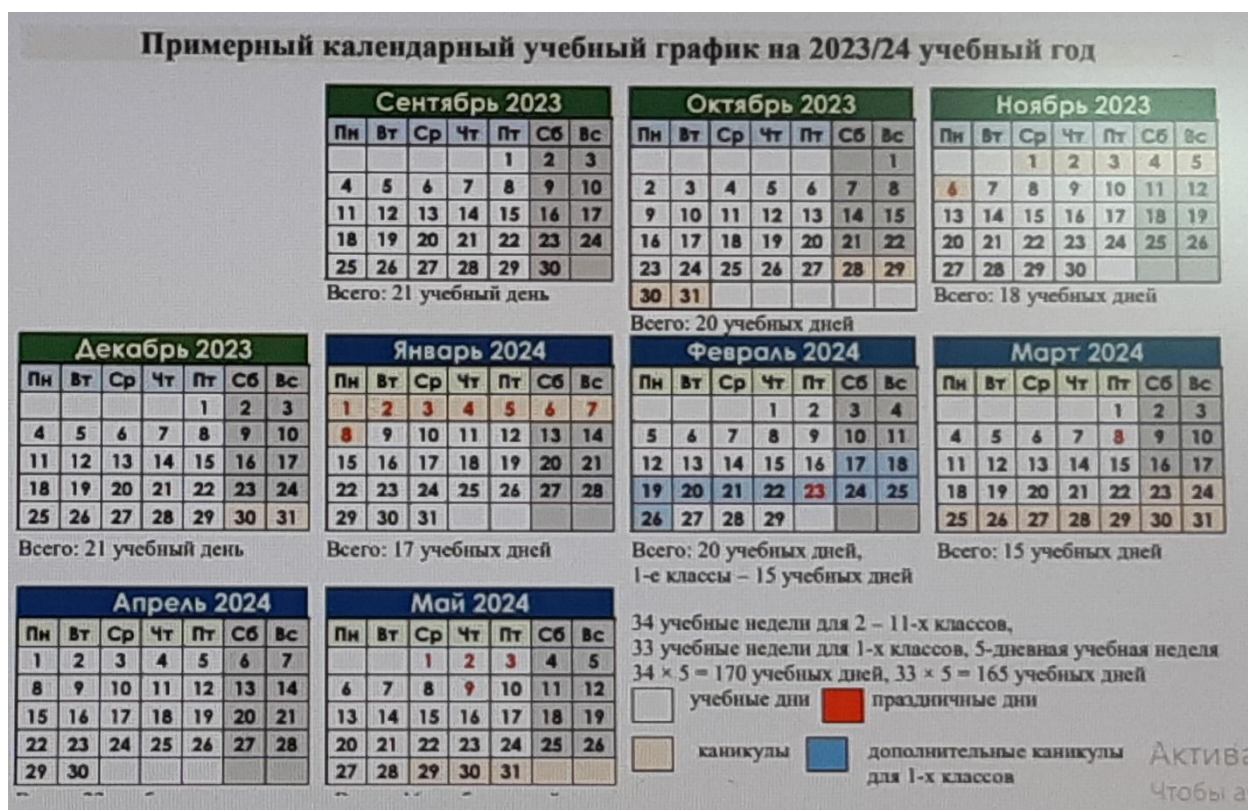 Примерный календарный учебный график на 2023/24 учебный год
Сентябрь 2023
Пн Вт Ср Чт Пт Сб Вс
1 2 3
4 5 6 7 8 9 10
11 12 13 14 15 16 17
18 19 20 21 22 23 24
25 26 27 28 29 30
Всего: 21 учебный день
Октябрь 2023
Пн Вт Ср Чт Пт Сб Вс
1
2 3 4 5 6 7 8
9 10 11 12 13 14 15
16 17 18 19 20 21 22
23 24 25 26 27 28 29
30 31
Всего: 20 учебных дней
Ноябрь 2023
Пн Вт Ср Чт Пт Сб Вс
1 2 3 4 5
6 7 8 9 10 11 12
13 14 15 16 17 18 19
20 21 22 23 24 25 26
27 28 29 30
Всего: 18 учебных дней
Декабрь 2023
Пн Вт Ср Чт Пт Сб Вс
1 2 3
4 5 6 7 8 9 10
11 12 13 14 15 16 17
18 19 20 21 22 23 24
25 26 27 28 29 30 31
Всего: 21 учебный день
Январь 2024
Пн Вт Ср Чт Пт Сб Вс
1 2 3 4 5 6 7
8 9 10 11 12 13 14
15 16 17 18 19 20 21
22 23 24 25 26 27 28
29 30 31
Всего: 17 учебных дней
Февраль 2024
Пн Вт Ср Чт Пт Сб Вс
1 2 3 4
5 6 7 8 9 10 11
12 13 14 15 16 17 18
19 20 21 22 23 24 25
26 27 28 29
Всего: 20 учебных дней,
1-е классы – 15 учебных дней
Март 2024
Пн Вт Ср Чт Пт Сб Вс
1 2 3
4 5 6 7 8 9 10
11 12 13 14 15 16 17
18 19 20 21 22 23 24
25 26 27 28 29 30 31
Всего: 15 учебных дней
Апрель 2024
Пн Вт Ср Чт Пт Сб Вс
1 2 3 4 5 6 7
8 9 10 11 12 13 14
15 16 17 18 19 20 21
22 23 24 25 26 27 28
29 30
Май 2024
Пн Вт Ср Чт Пт Сб Вс
1 2 3 4 5
6 7 8 9 10 11 12
13 14 15 16 17 18 19
20 21 22 23 24 25 26
27 28 29 30 31
34 учебные недели для 2 – 11-х классов,
33 учебные недели для 1-х классов, 5-дневная учебная неделя
34 × 5 = 170 учебных дней, 33 × 5 = 165 учебных дней
учебные дни праздничные дни
каникулы дополнительные каникулы
для 1-х классов
Актива
Чтобы а